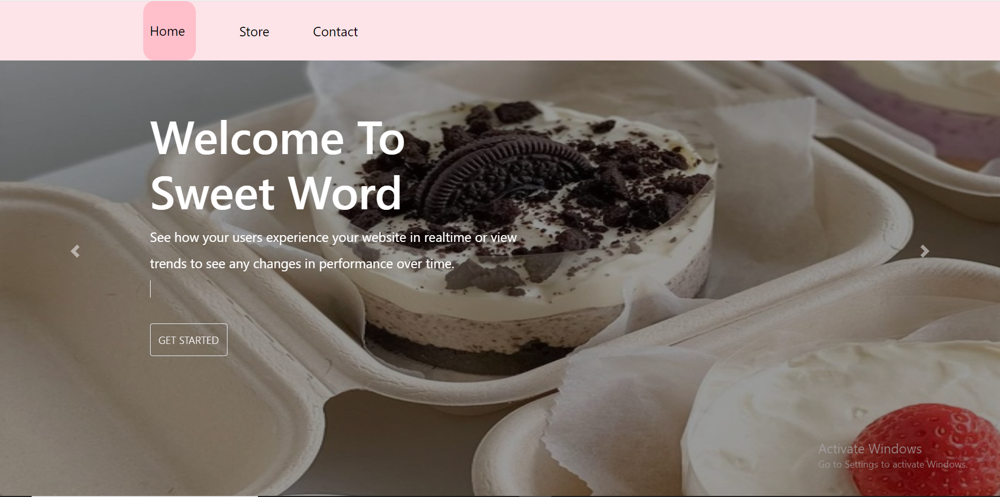 Home Store Contact
Welcome To
Sweet Word
See how your users experience your website in realtime or view
trends to see any changes in performance over time.
GET STARTED
Activate Windows
Go to Settings to activate Windows.